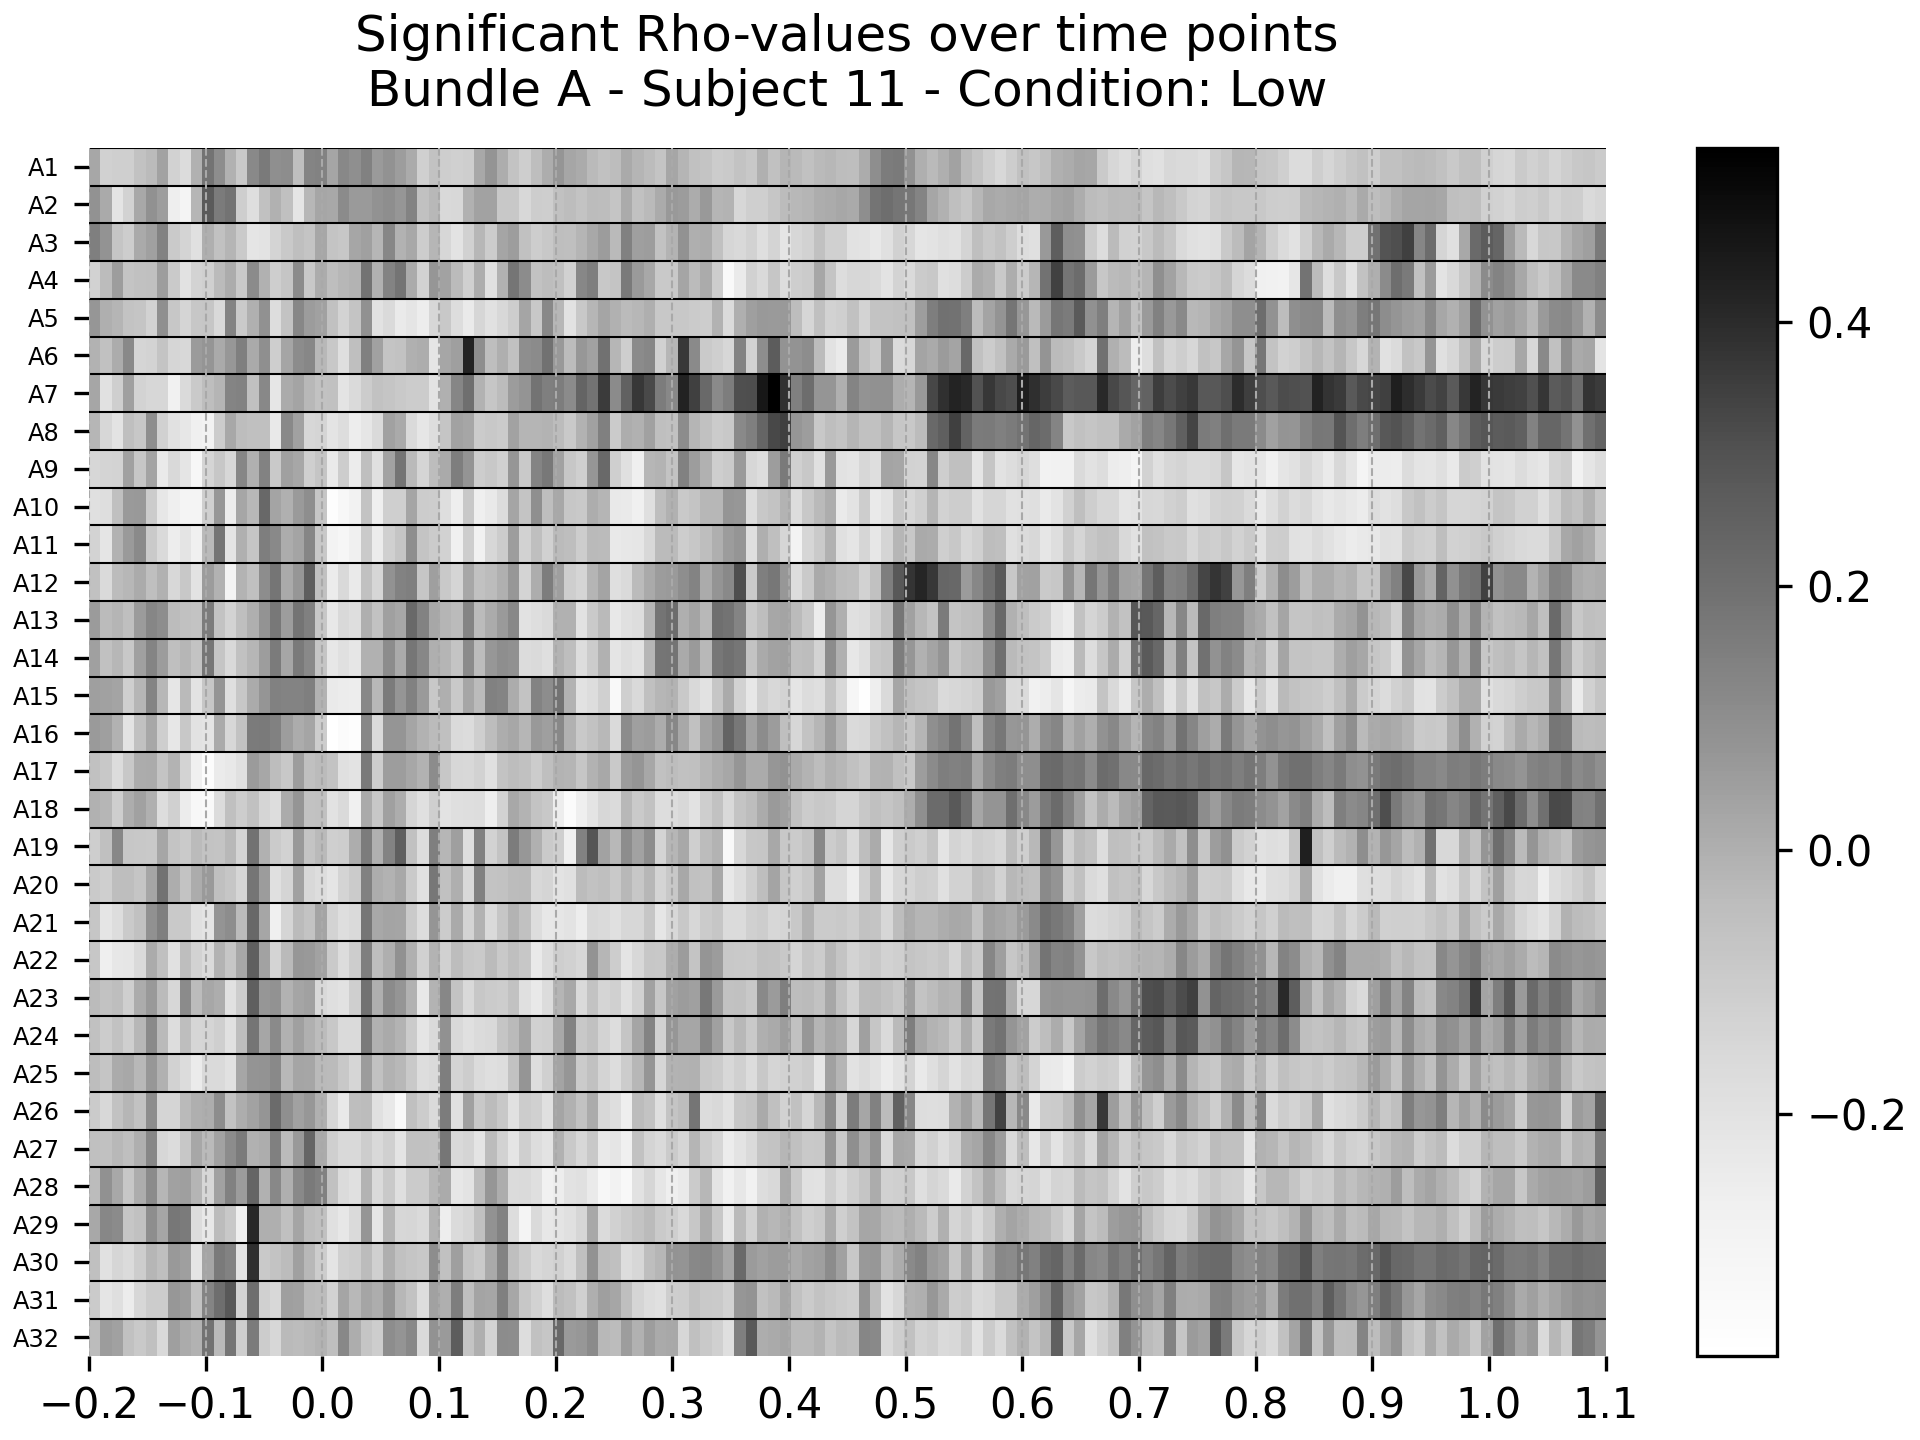 Significant Rho-values over time points
Bundle A - Subject 11 - Condition: Low
A1
A2
A3
A4
A5
A6
A7
A8
A9
A10
A11
A12
A13
A14
A15
A16
A17
A18
A19
A20
A21
A22
A23
A24
A25
A26
A27
A28
A29
A30
A31
A32
−0.2 −0.1 0.0 0.1 0.2 0.3 0.4 0.5 0.6 0.7 0.8 0.9 1.0 1.1
0.4
0.2
0.0
−0.2